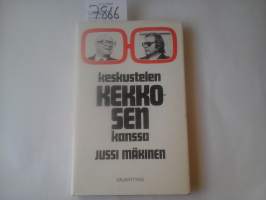 7866
keskustelen
KEKKO-
SEN
kanssa
JUSSI MÄKINEN